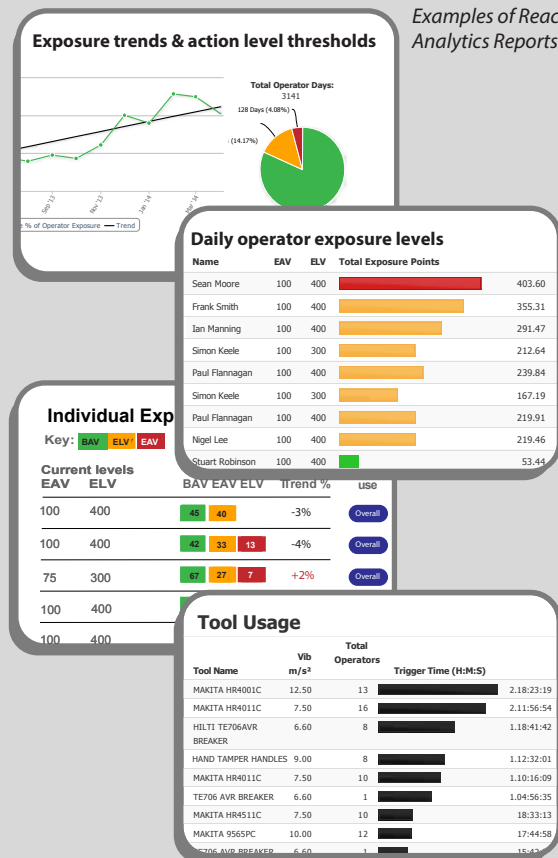 Examples of Reac
Analytics Reports
Exposure trends & action level thresholds
Total Operator Days:
3141
128 Days (4.08%)
(14.17%)
Sep '13
Nov '13
Jan '14
Mar '14
% of Operator Exposure Trend
Daily operator exposure levels
Name EAV ELV Total Exposure Points
Sean Moore 100 400 403.60
Frank Smith 100 400 355.31
Ian Manning 100 400 291.47
Simon Keele 100 300 212.64
Paul Flannagan 100 400 239.84
Simon Keele 100 300 167.19
Paul Flannagan 100 400 219.91
Nigel Lee 100 400 219.46
Stuart Robinson 100 400 53.44
Individual Exp
Key: BAV ELV EAV
Current levels
EAV ELV BAV EAV ELV Trend % use
100 400 45 40 -3% Overall
100 400 42 33 13 -4% Overall
75 300 67 27 7 +2% Overall
100 400
100 400
Tool Usage
Tool Name Vib m/s² Total Operators Trigger Time (H:M:S)
MAKITA HR4001C 12.50 13 2.18:23:19
MAKITA HR4011C 7.50 16 2.11:56:54
HILTI TE706AVR 6.60 8 1.18:41:42
BREAKER
HAND TAMPER HANDLES 9.00 8 1.12:32:01
MAKITA HR4011C 7.50 10 1.10:16:09
TE706 AVR BREAKER 6.60 1 1.04:56:35
MAKITA HR4511C 7.50 10 18:33:13
MAKITA 9565PC 10.00 12 17:44:58
TE706 AVR BREAKER 6.60 1